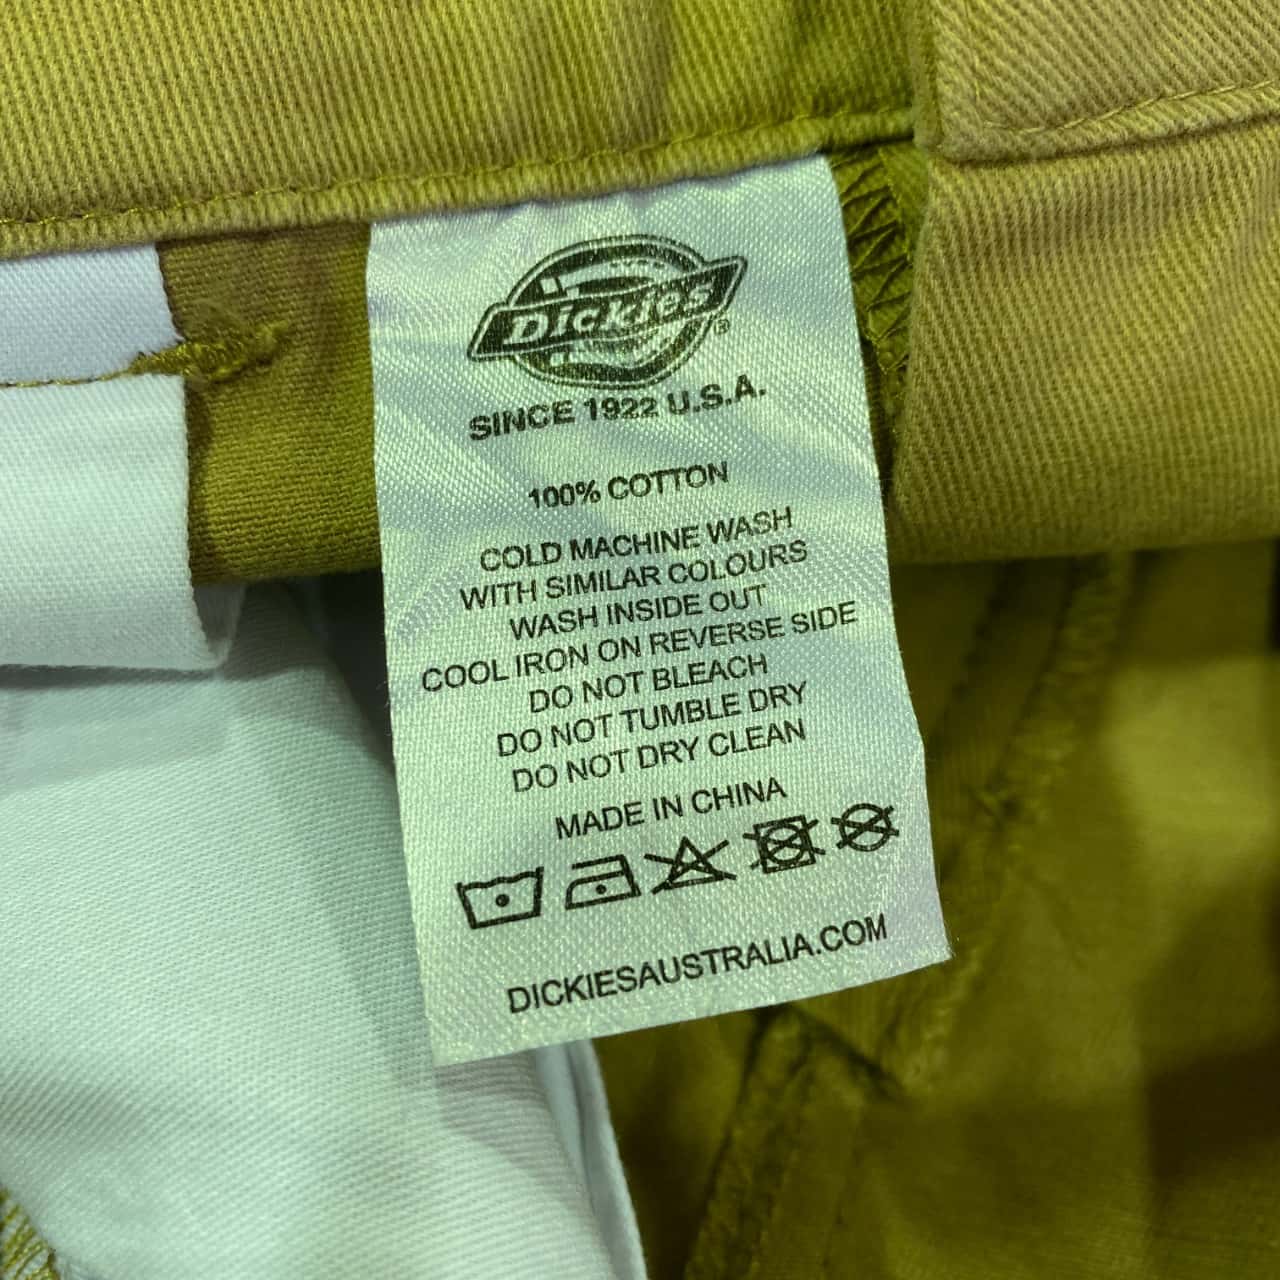 Dickies®
SINCE 1922 U.S.A.
100% COTTON
COLD MACHINE WASH
WITH SIMILAR COLOURS
WASH INSIDE OUT
COOL IRON ON REVERSE SIDE
DO NOT BLEACH
DO NOT TUMBLE DRY
DO NOT DRY CLEAN
MADE IN CHINA
DICKIESAUSTRALIA.COM